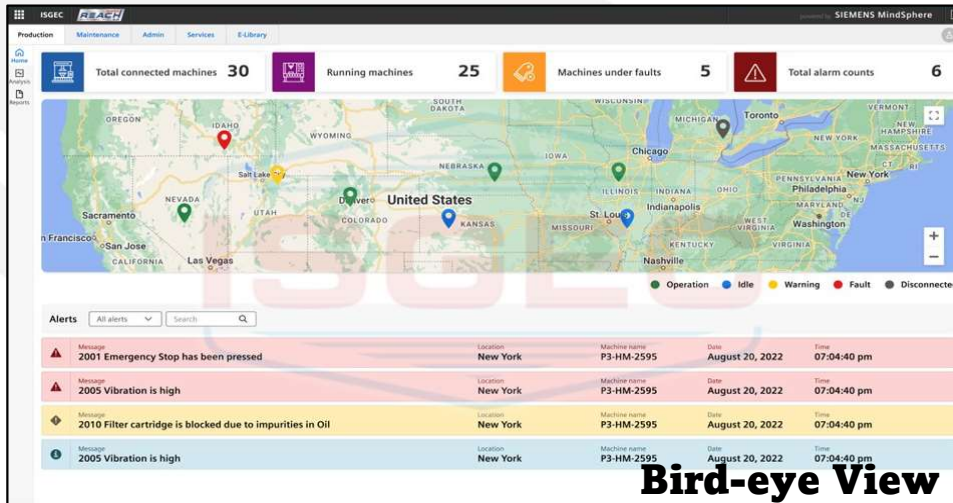 ISGEC REACH SIEMENS MindSphere
Production Maintenance Admin Services E-Library
Home
Analysis
Reports
Total connected machines 30 Running machines 25 Machines under faults 5 Total alarm counts 6
OREGON IDAHO WYOMING SOUTH DAKOTA WISCONSIN MICHIGAN Toronto VERMONT
NEW YORK NEW HAMPSHIRE
MASSACHUSETTS
Salt Lake City NEBRASKA IOWA Chicago CT RI
NEVADA UTAH United States ILLINOIS INDIANA OHIO PENNSYLVANIA New York
Philadelphia NJ
Sacramento Denver COLORADO KANSAS MISSOURI St. Louis Indianapolis WEST VIRGINIA MARYLAND DE
Washington
n Francisco San Jose KENTUCKY VIRGINIA
CALIFORNIA Las Vegas Nashville
ISGEC
Operation Idle Warning Fault Disconnecte
Alerts All alerts Search
Message Location Machine name Date Time
2001 Emergency Stop has been pressed New York P3-HM-2595 August 20, 2022 07:04:40 pm
Message Location Machine name Date Time
2005 Vibration is high New York P3-HM-2595 August 20, 2022 07:04:40 pm
Message Location Machine name Date Time
2010 Filter cartridge is blocked due to impurities in Oil New York P3-HM-2595 August 20, 2022 07:04:40 pm
Message Location Machine name Date Time
2005 Vibration is high New York P3-HM-2595 August 20, 2022 07:04:40 pm
Bird-eye View